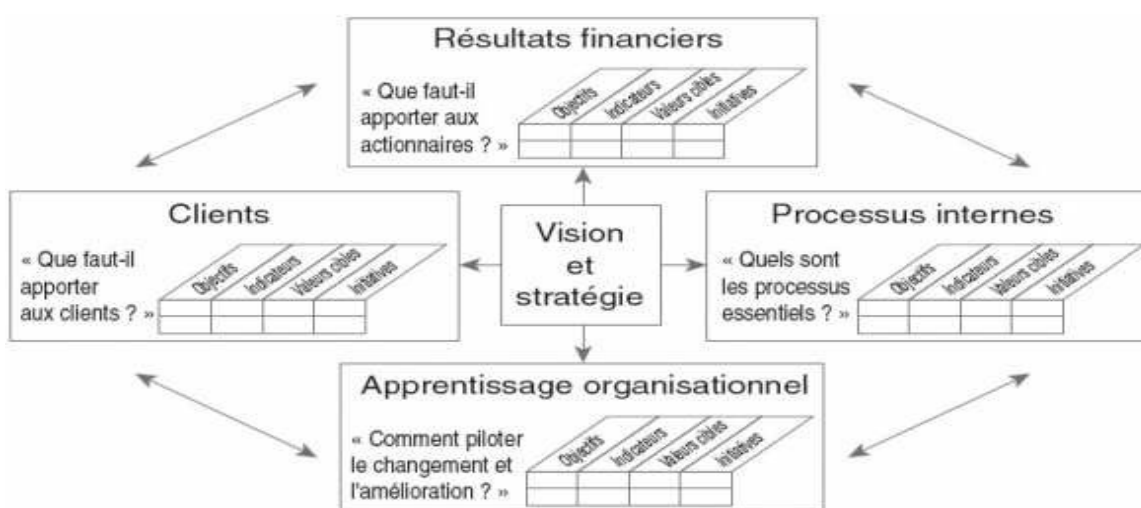 Résultats financiers
« Que faut-il
apporter aux
actionnaires ? »
Objectifs
Indicateurs
Valeurs cibles
Initiatives
Clients
« Que faut-il
apporter
aux clients ? »
Objectifs
Indicateurs
Valeurs cibles
Initiatives
Vision
et
stratégie
Processus internes
« Quels sont
les processus
essentiels ? »
Objectifs
Indicateurs
Valeurs cibles
Initiatives
Apprentissage organisationnel
« Comment piloter
le changement et
l'amélioration ? »
Objectifs
Indicateurs
Valeurs cibles
Initiatives